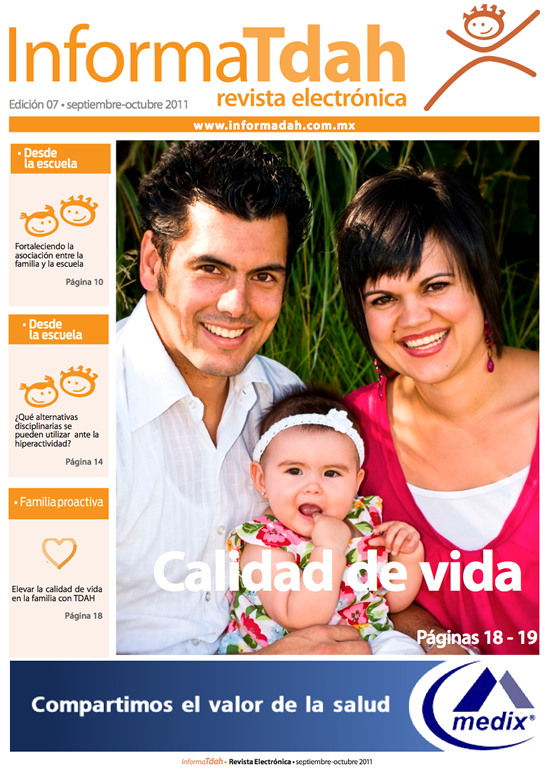 InformaTdah
revista electrónica
Edición 07 • septiembre-octubre 2011
www.informadah.com.mx
• Desde
la escuela
Fortaleciendo la
asociación entre la
familia y la escuela
Página 10
• Desde
la escuela
¿Qué alternativas
disciplinarias se
pueden utilizar ante la
hiperactividad?
Página 14
• Familia proactiva
Elevar la calidad de vida
en la familia con TDAH
Página 18
Calidad de vida
Páginas 18 - 19
Compartimos el valor de la salud
medix®
InformaTdah - Revista Electrónica • septiembre-octubre 2011